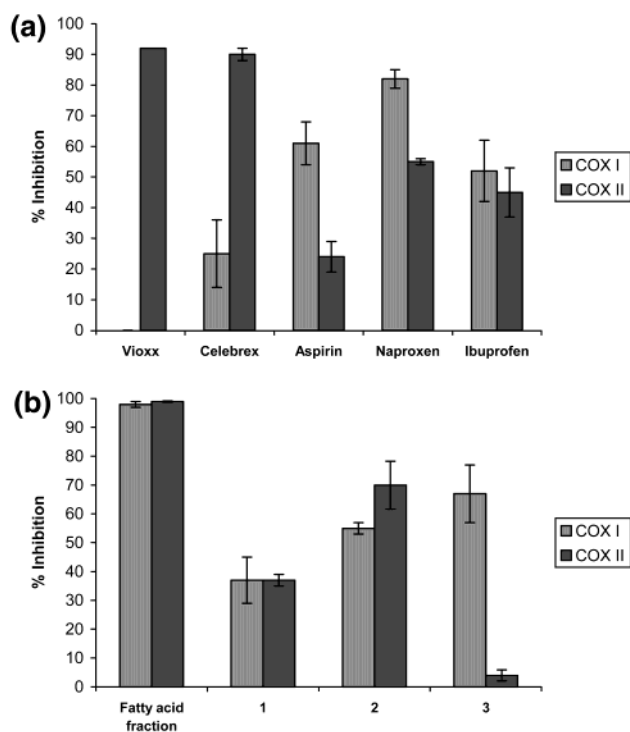 (a)
100
90
80
70
60
50
40
30
20
10
0
% Inhibition
Vioxx Celebrex Aspirin Naproxen Ibuprofen
COX I
COX II
(b)
100
90
80
70
60
50
40
30
20
10
0
% Inhibition
Fatty acid fraction 1 2 3
COX I
COX II